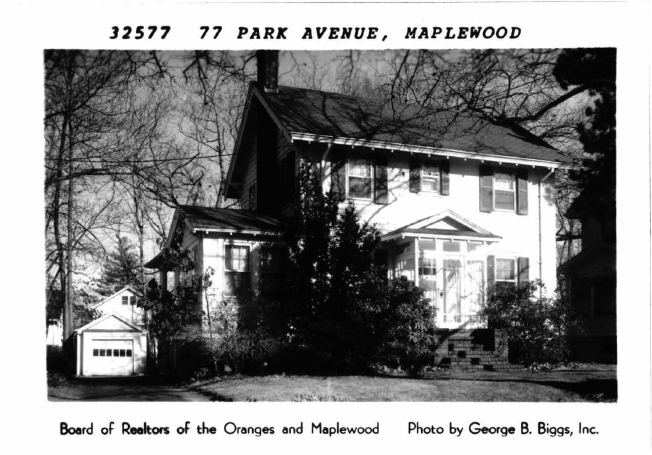 32577 77 PARK AVENUE, MAPLEWOOD
Board of Realtors of the Oranges and Maplewood Photo by George B. Biggs, Inc.